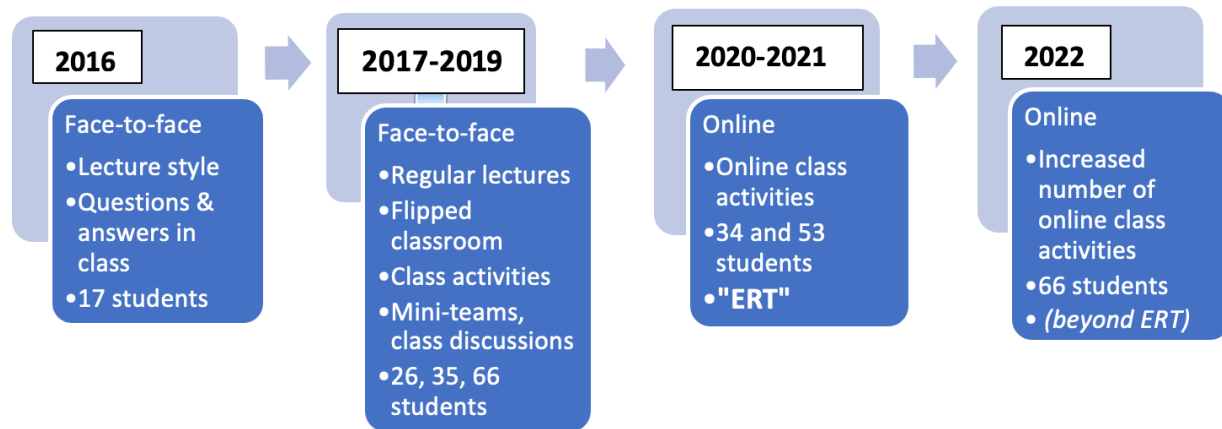 2016
Face-to-face
•Lecture style
•Questions &
answers in
class
•17 students
2017-2019
Face-to-face
•Regular lectures
•Flipped
classroom
•Class activities
•Mini-teams,
class discussions
•26, 35, 66
students
2020-2021
Online
•Online class
activities
•34 and 53
students
•"ERT"
2022
Online
•Increased
number of
online class
activities
•66 students
• (beyond ERT)